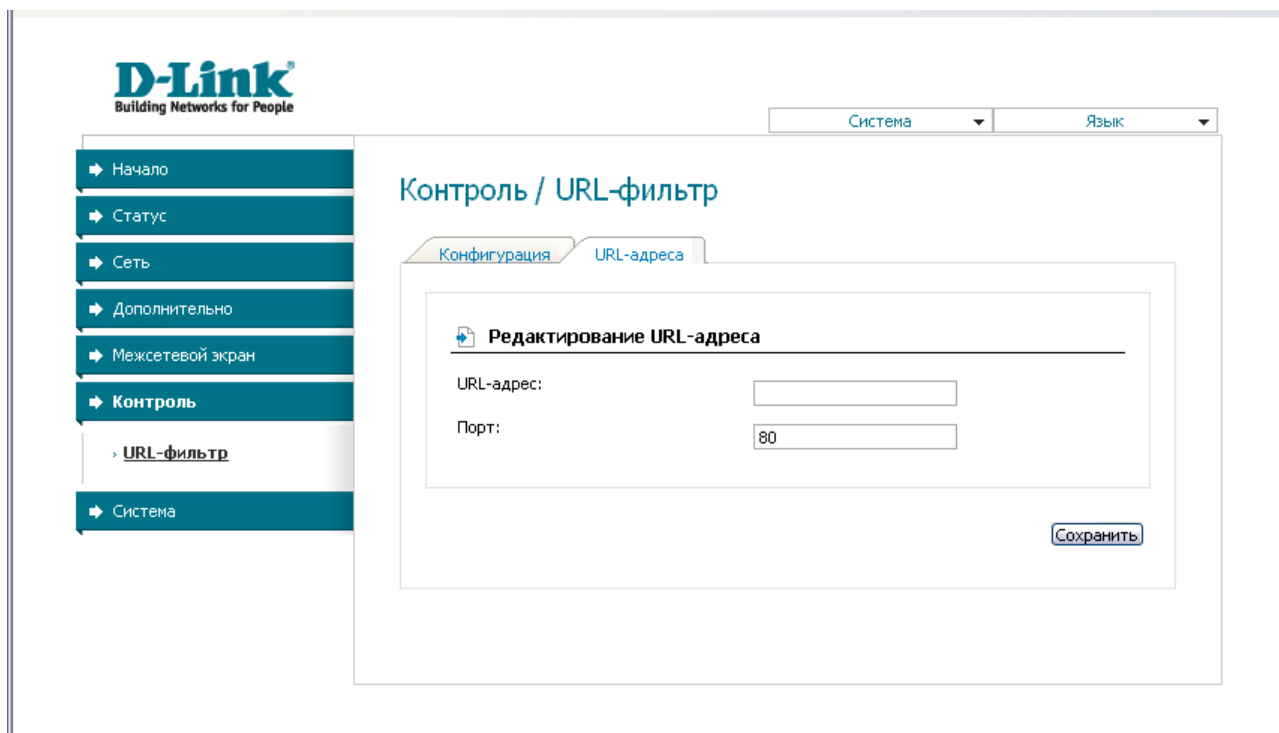 D-Link
Building Networks for People
Система
Язык
Начало
Статус
Сеть
Дополнительно
Межсетевой экран
Контроль
URL-фильтр
Система
Контроль / URL-фильтр
Конфигурация
URL-адреса
Редактирование URL-адреса
URL-адрес:
Порт:
80
Сохранить